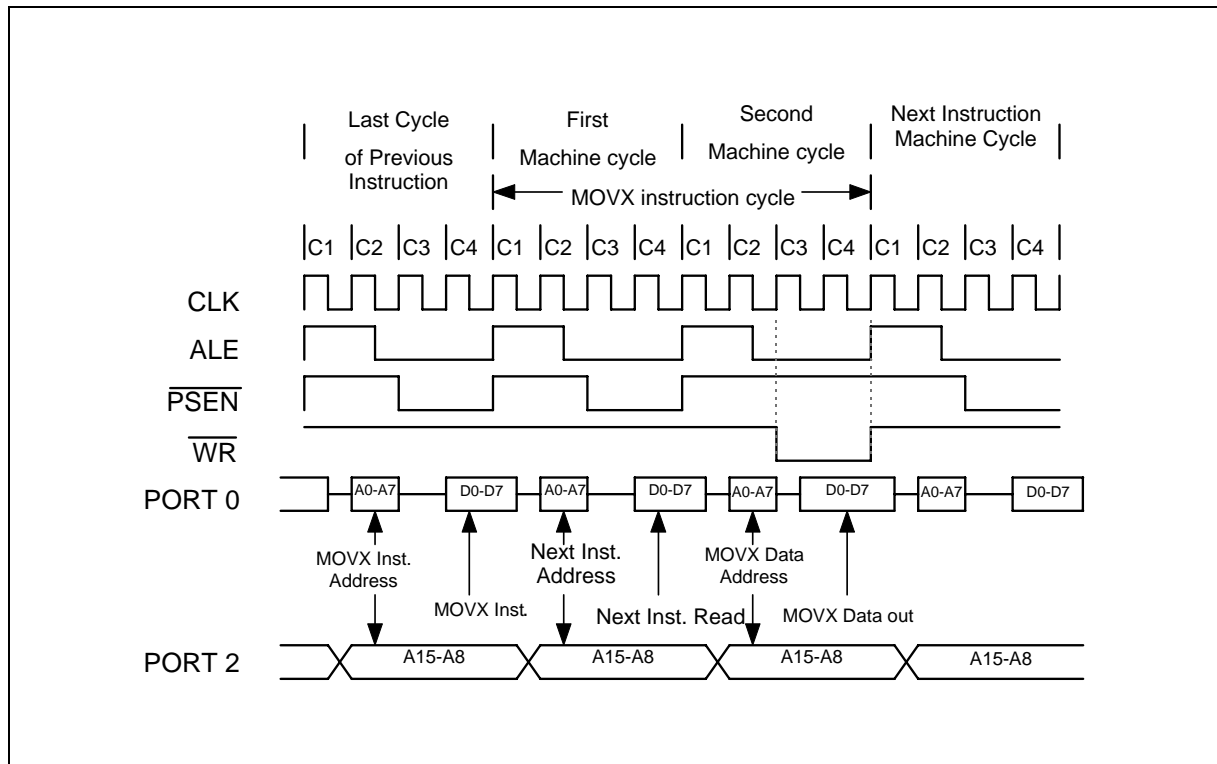 Last Cycle
of Previous
Instruction
First
Machine cycle
Second
Machine cycle
Next Instruction
Machine Cycle
MOVX instruction cycle
C1 C2 C3 C4 C1 C2 C3 C4 C1 C2 C3 C4 C1 C2 C3 C4
CLK
ALE
PSEN
WR
PORT 0
A0-A7 D0-D7 A0-A7 D0-D7 A0-A7 D0-D7 A0-A7 D0-D7
MOVX Inst.
Address
MOVX Inst.
Next Inst.
Address
Next Inst. Read
MOVX Data
Address
MOVX Data out
PORT 2
A15-A8 A15-A8 A15-A8 A15-A8